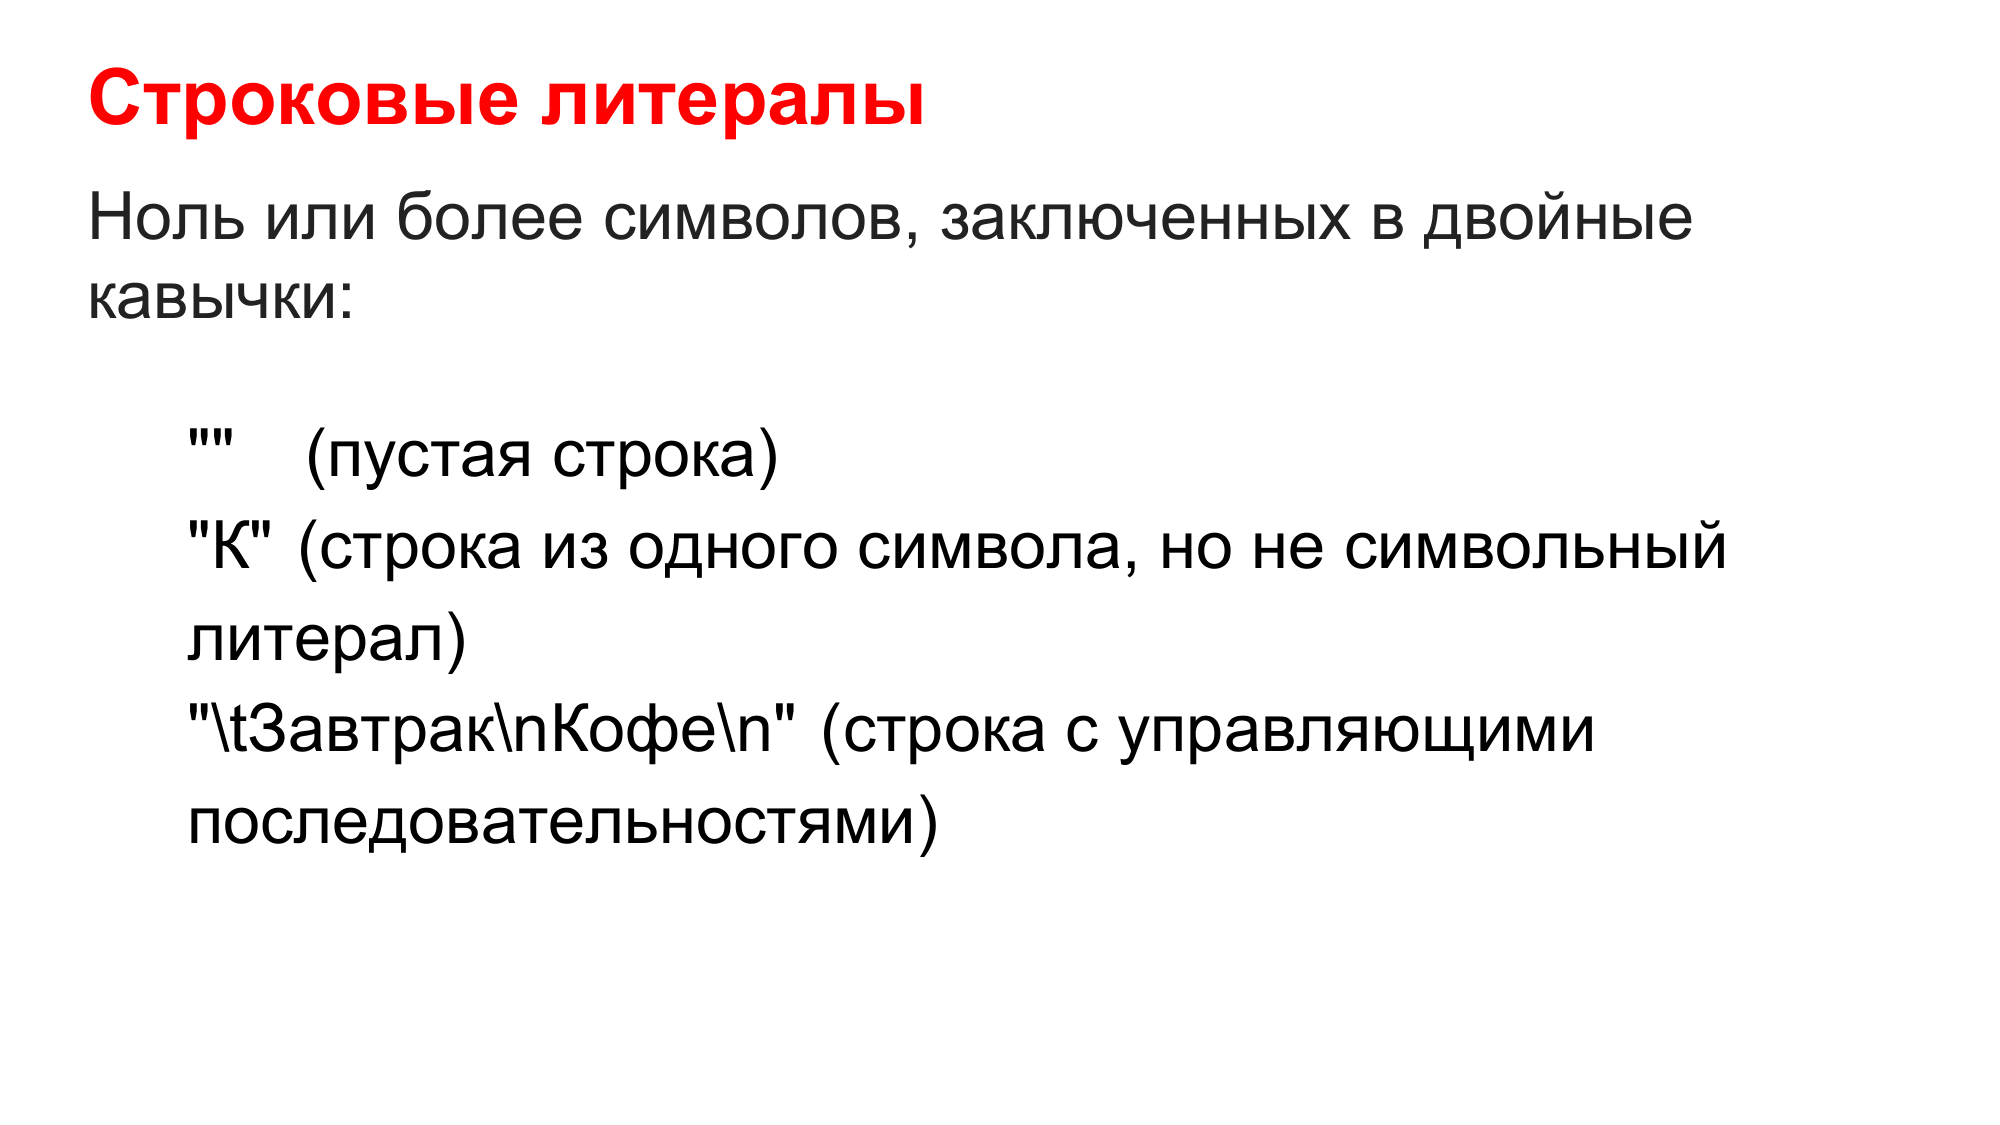 Строковые литералы
Ноль или более символов, заключенных в двойные
кавычки:
"" (пустая строка)
"К" (строка из одного символа, но не символьный
литерал)
"\tЗавтрак\nКофе\n" (строка с управляющими
последовательностями)